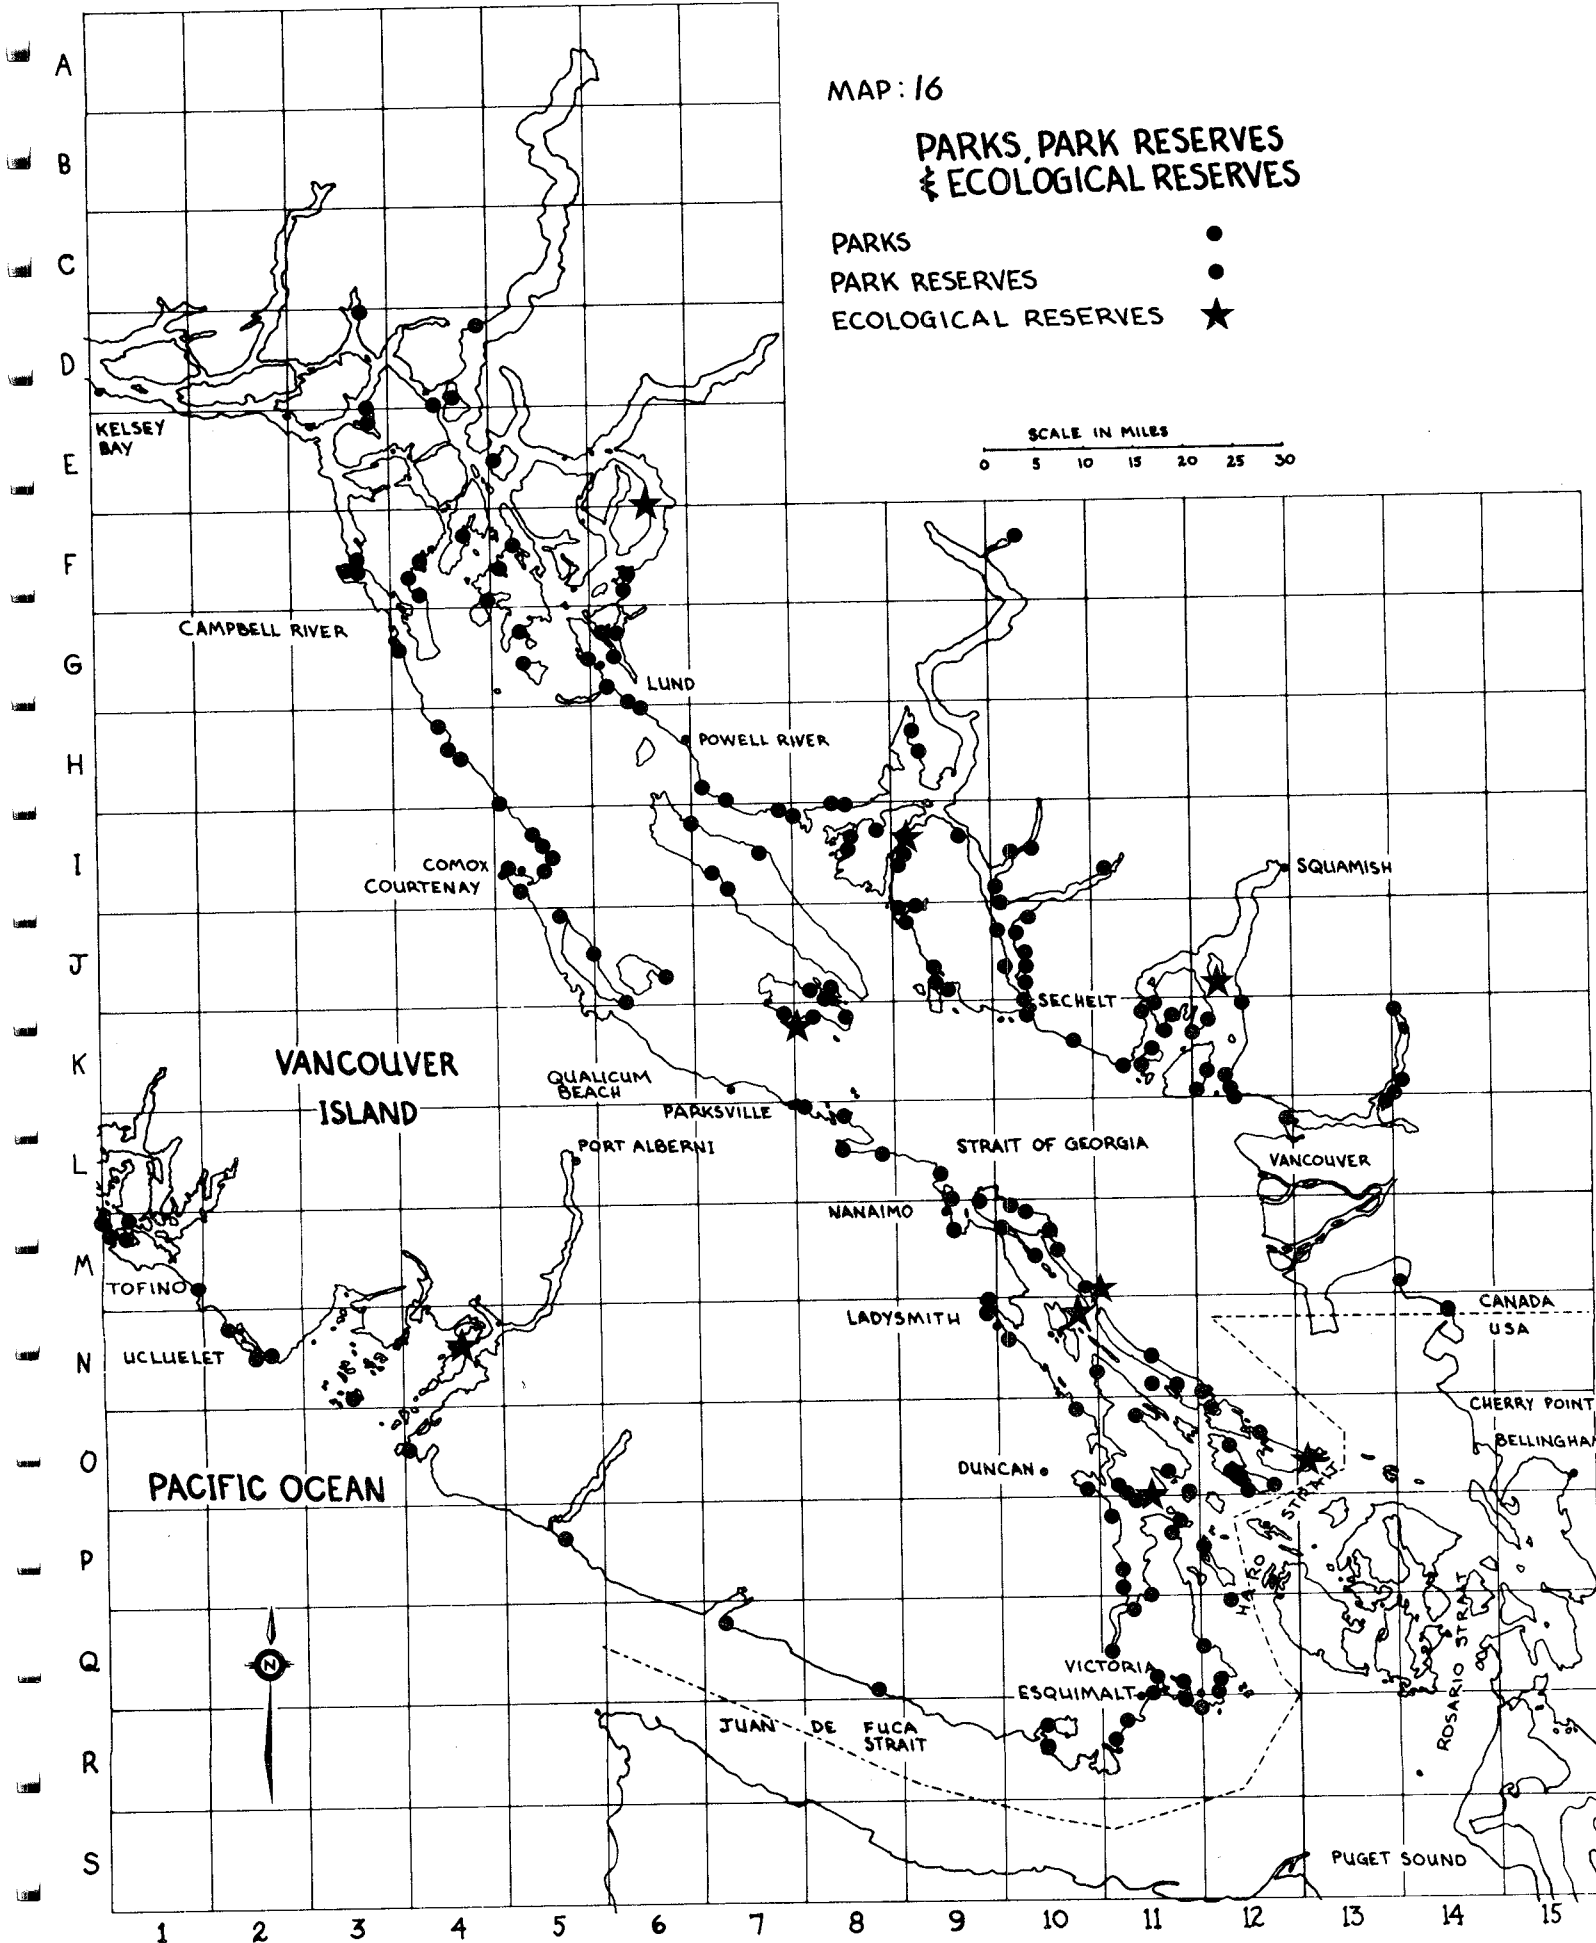 MAP: 16
PARKS, PARK RESERVES
& ECOLOGICAL RESERVES
PARKS
PARK RESERVES
ECOLOGICAL RESERVES
SCALE IN MILES
0 5 10 15 20 25 30
A
B
C
D
E
F
G
H
I
J
K
L
M
N
O
P
Q
R
S
KELSEY
BAY
CAMPBELL RIVER
LUND
POWELL RIVER
COMOX
COURTENAY
SQUAMISH
SECHELT
VANCOUVER
ISLAND
QUALICUM
BEACH
PARKSVILLE
PORT ALBERNI
STRAIT OF GEORGIA
VANCOUVER
NANAIMO
TOFINO
LADYSMITH
CANADA
USA
UCLUELET
CHERRY POINT
BELLINGHAM
DUNCAN
PACIFIC OCEAN
HARO STRAIT
ROSARIO STRAIT
N
VICTORIA
ESQUIMALT
JUAN DE FUCA
STRAIT
PUGET SOUND
1 2 3 4 5 6 7 8 9 10 11 12 13 14 15